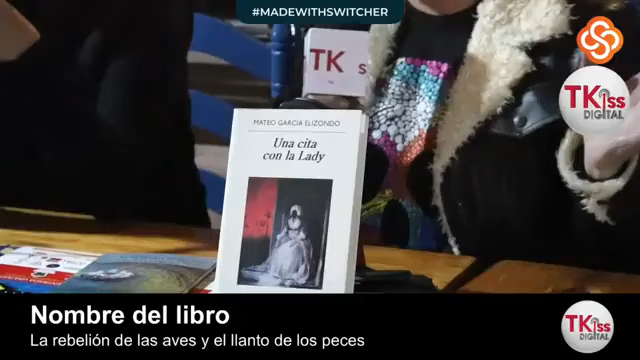 #MADEWITHSWITCHER
TK s
TKiss
DIGITAL
MATEO GARCÍA ELIZONDO
Una cita
con la Lady
Nombre del libro
La rebelión de las aves y el llanto de los peces
TKiss
DIGITAL